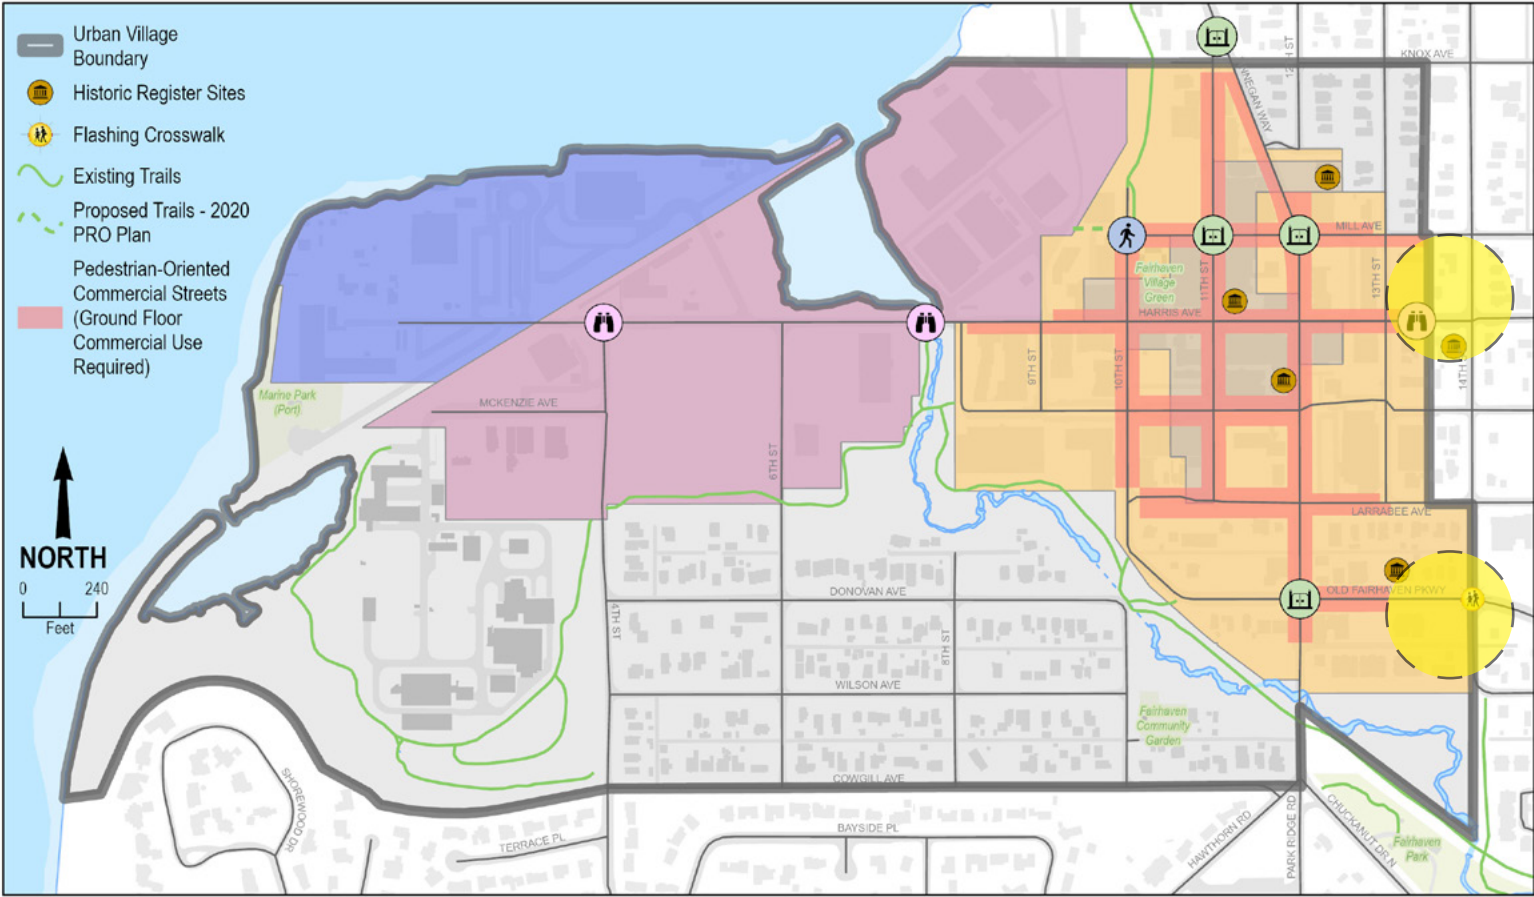 Urban Village
Boundary
Historic Register Sites
Flashing Crosswalk
Existing Trails
Proposed Trails - 2020
PRO Plan
Pedestrian-Oriented
Commercial Streets
(Ground Floor
Commercial Use
Required)
NORTH
0 240
Feet
KNOX AVE
12TH ST
NNEGAN WAY
MILL AVE
13TH ST
11TH ST
Fairhaven
Village
Green
HARRIS AVE
9TH ST
10TH ST
14TH
Marine Park
(Port)
MCKENZIE AVE
6TH ST
LARRABEE AVE
OLD FAIRHAVEN PKWY
DONOVAN AVE
4TH ST
8TH ST
WILSON AVE
Fairhaven
Community
Garden
COWGILL AVE
SHOREWOOD DR
TERRACE PL
BAYSIDE PL
HAWTHORN RD
PARK RIDGE RD
CHUCKANUT DR N
Fairhaven
Park